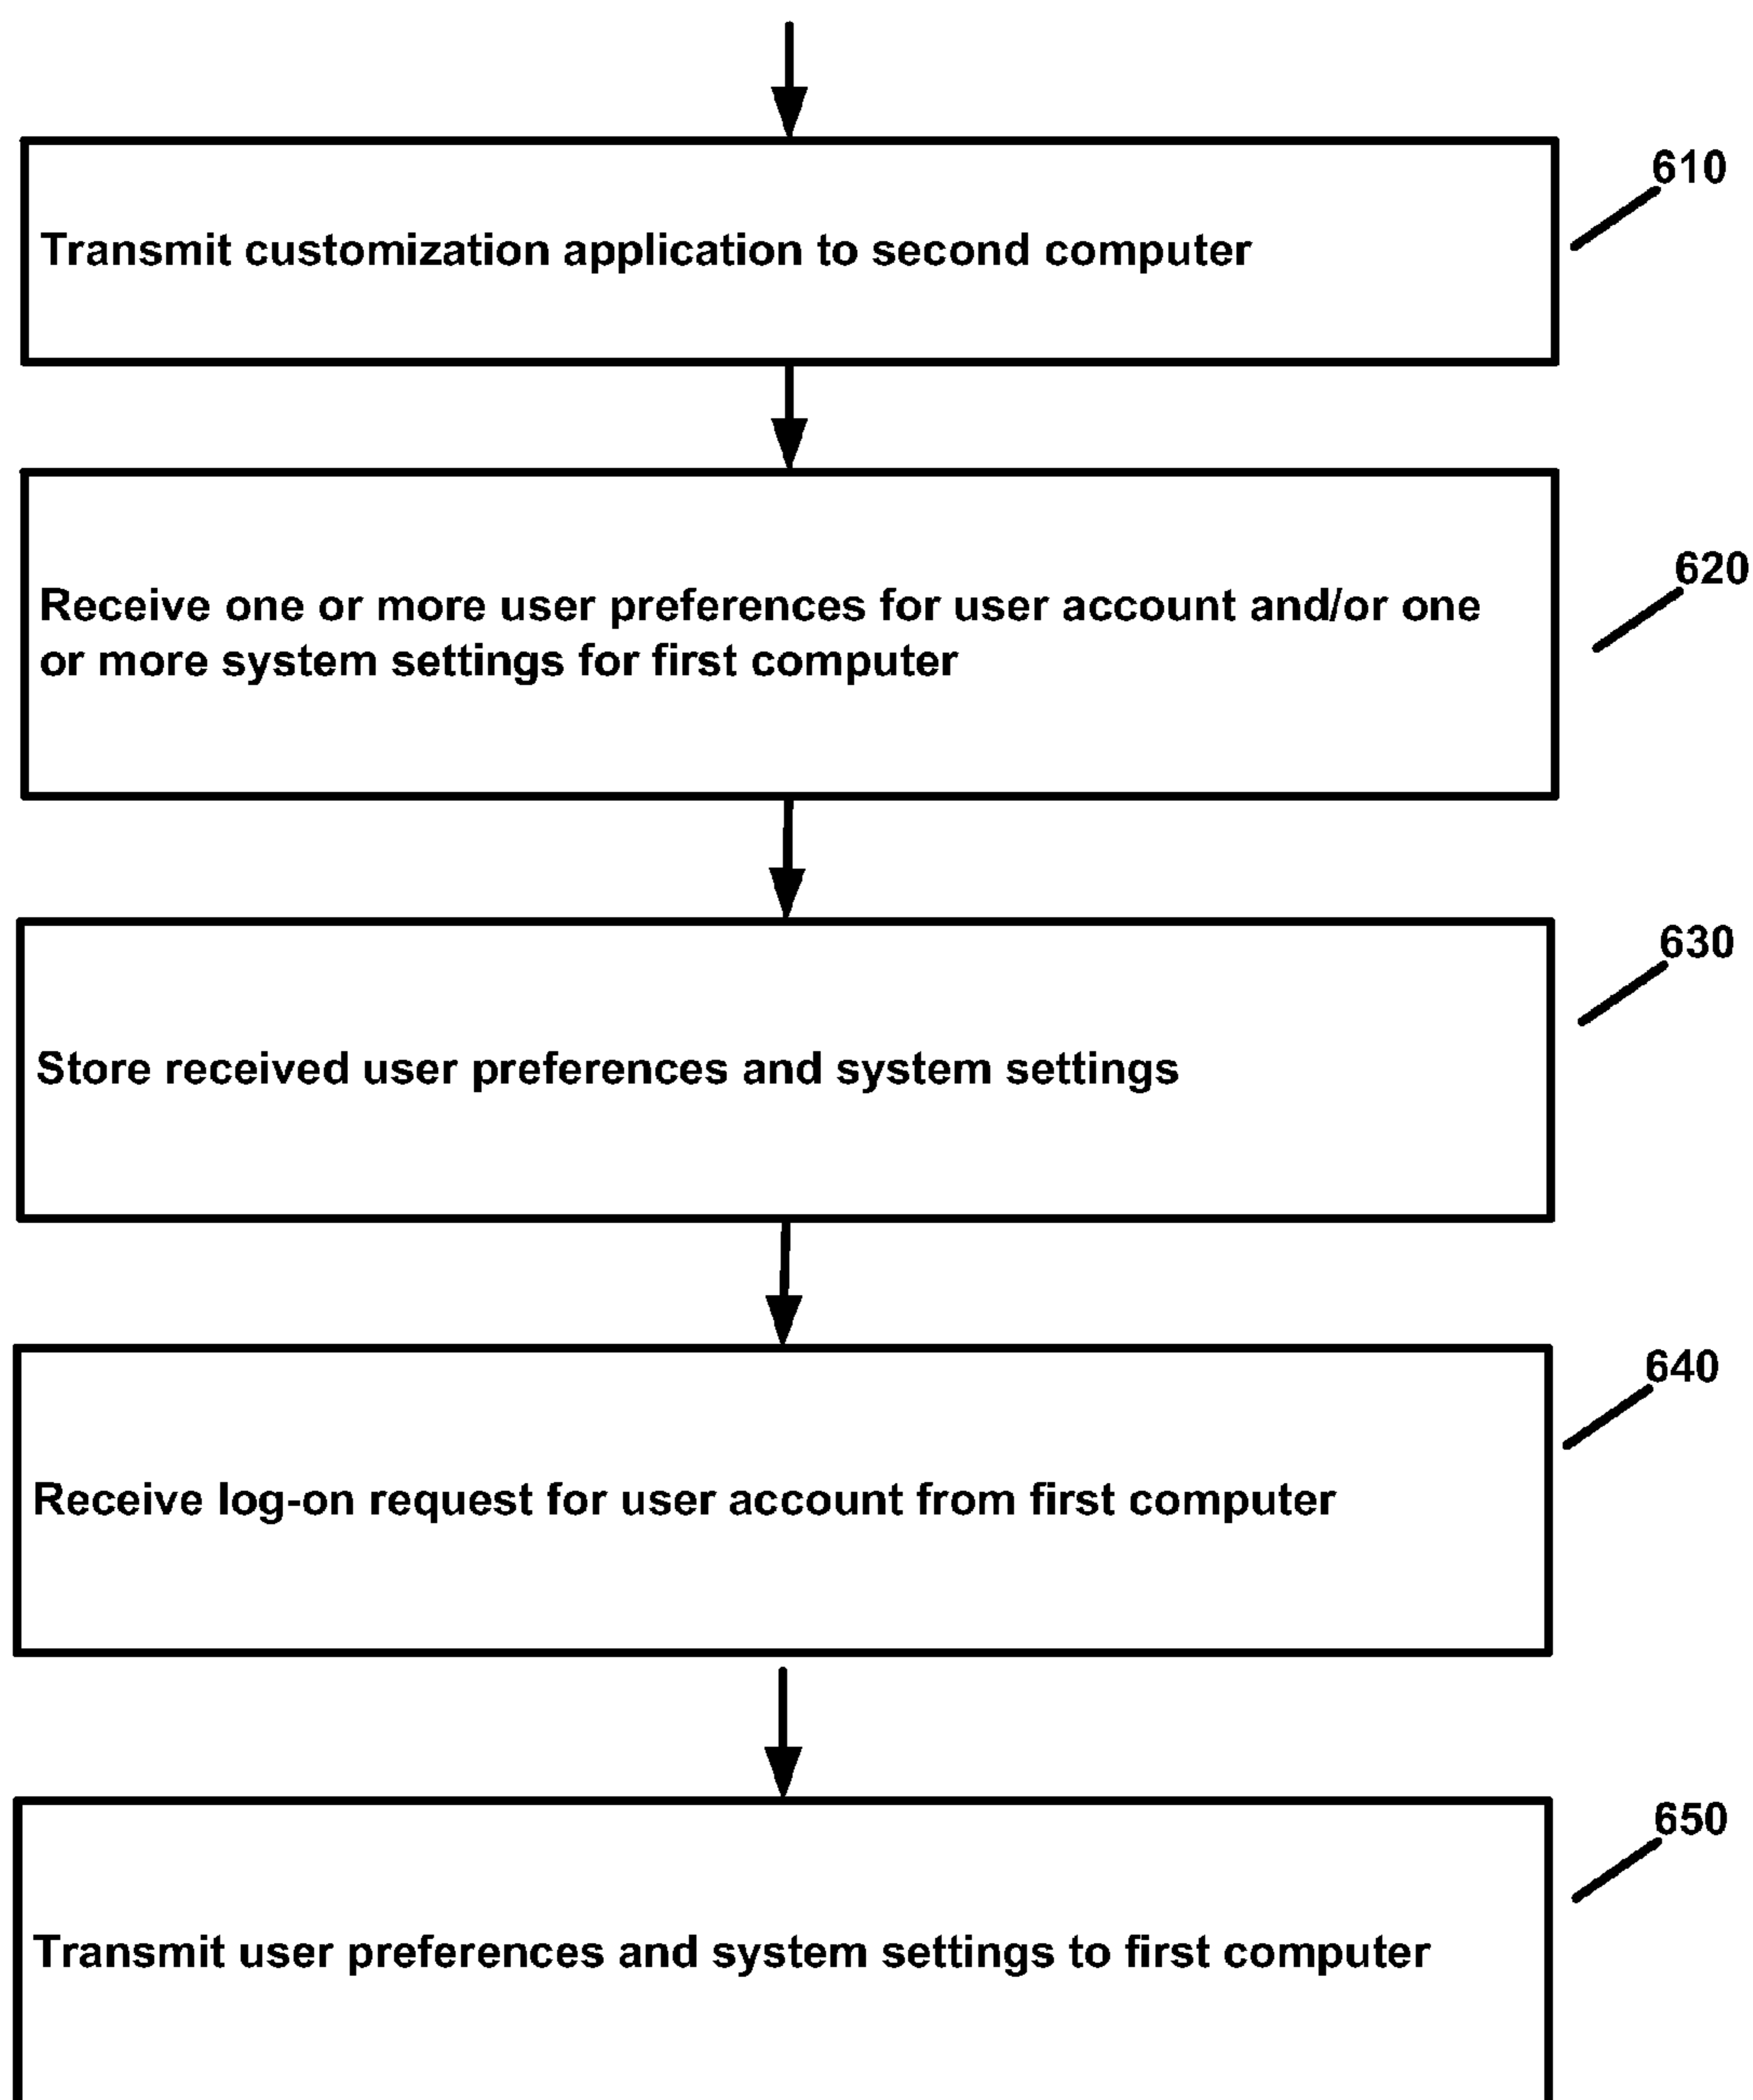 610
Transmit customization application to second computer
620
Receive one or more user preferences for user account and/or one
or more system settings for first computer
630
Store received user preferences and system settings
640
Receive log-on request for user account from first computer
650
Transmit user preferences and system settings to first computer